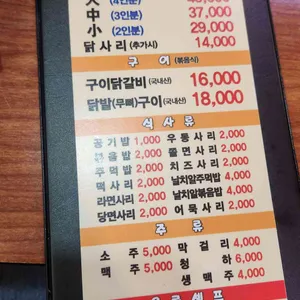 大 (4인분)
中 (3인분) 37,000
小 (2인분) 29,000
닭사리 (추가시) 14,000
구 이 (볶음식)
구이닭갈비 (국내산) 16,000
닭발(무뼈)구이 (국내산) 18,000
식 사 류
공기밥 1,000 우동사리 2,000
볶음밥 2,000 쫄면사리 2,000
주먹밥 2,000 치즈사리 2,000
떡사리 2,000 날치알주먹밥 4,000
라면사리 2,000 날치알볶음밥 4,000
당면사리 2,000 어묵사리 2,000
주 류
소 주 5,000 막 걸 리 4,000
맥 주 5,000 청 하 6,000
생 맥 주 4,000